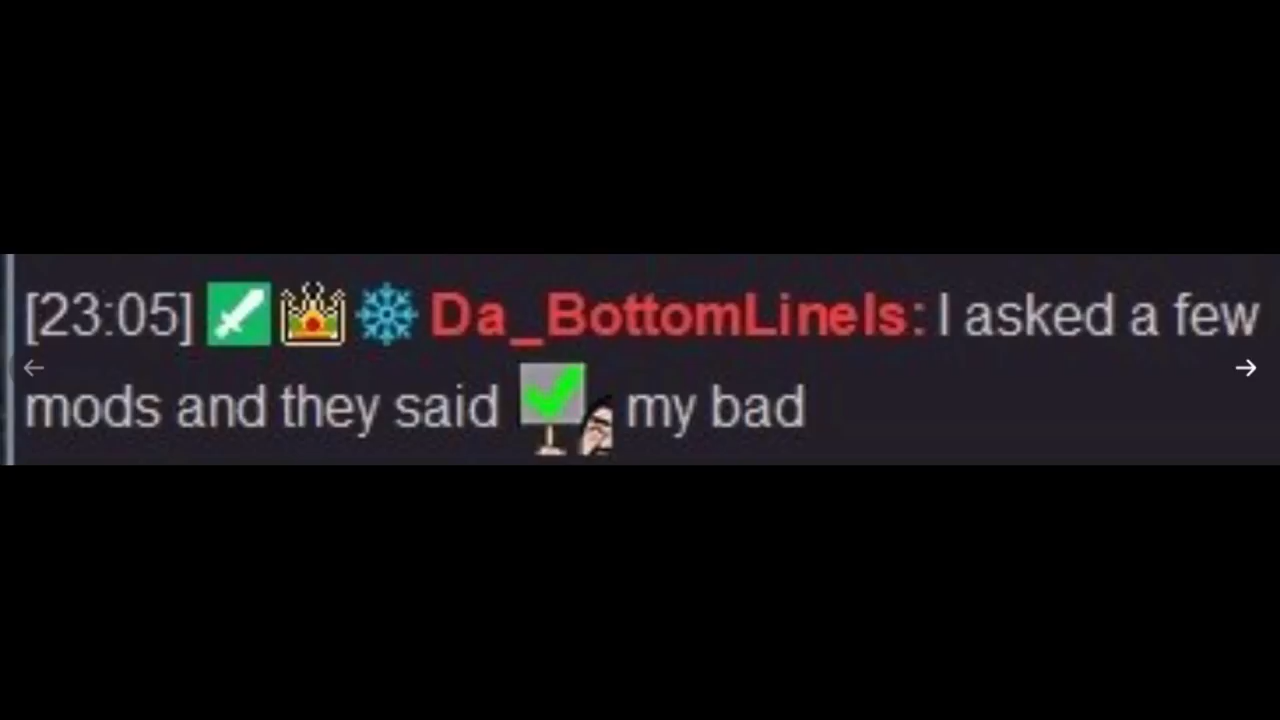 [23:05] Da_BottomLineIs: I asked a few
mods and they said my bad